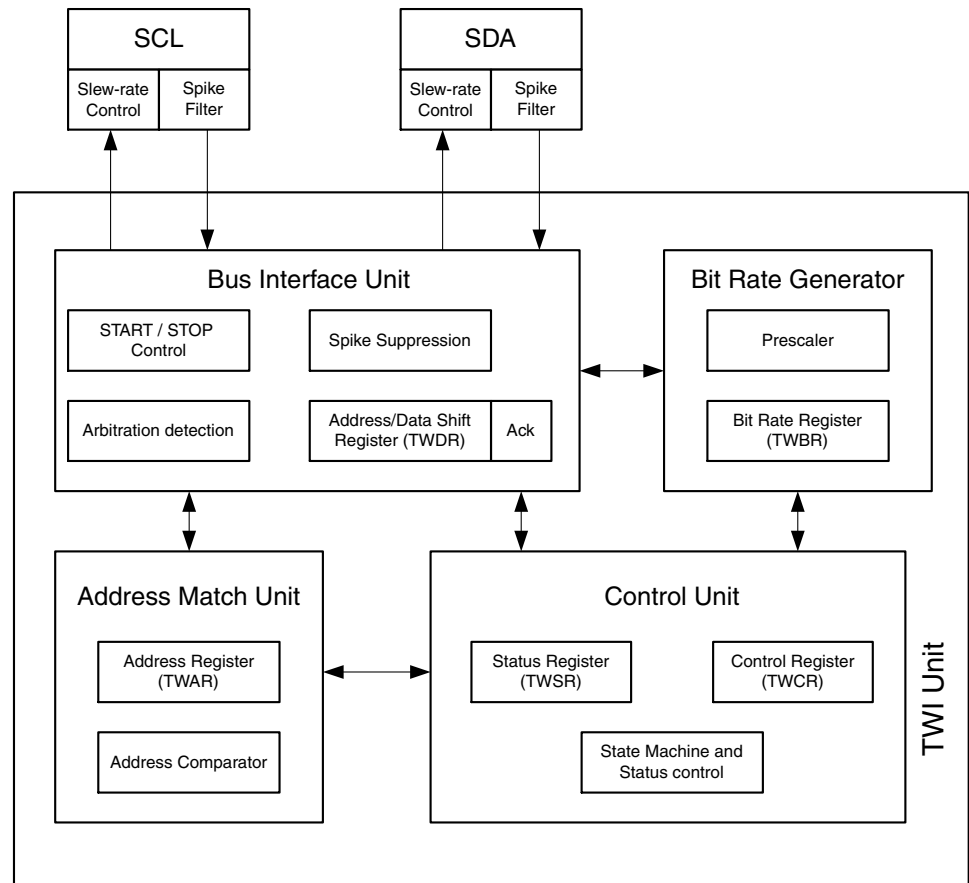 SCL
SDA
Slew-rate
Control
Spike
Filter
Slew-rate
Control
Spike
Filter
Bus Interface Unit
START / STOP
Control
Spike Suppression
Arbitration detection
Address/Data Shift
Register (TWDR)
Ack
Bit Rate Generator
Prescaler
Bit Rate Register
(TWBR)
Address Match Unit
Address Register
(TWAR)
Address Comparator
Control Unit
Status Register
(TWSR)
Control Register
(TWCR)
State Machine and
Status control
TWI Unit